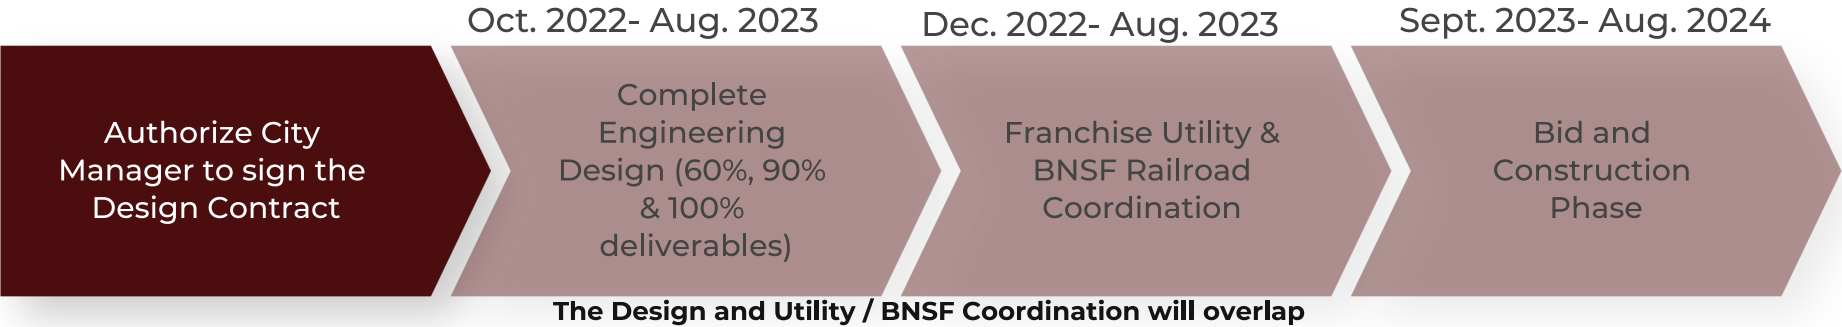 Oct. 2022- Aug. 2023
Dec. 2022- Aug. 2023
Sept. 2023- Aug. 2024
Authorize City
Manager to sign the
Design Contract
Complete
Engineering
Design (60%, 90%
& 100%
deliverables)
Franchise Utility &
BNSF Railroad
Coordination
Bid and
Construction
Phase
The Design and Utility / BNSF Coordination will overlap